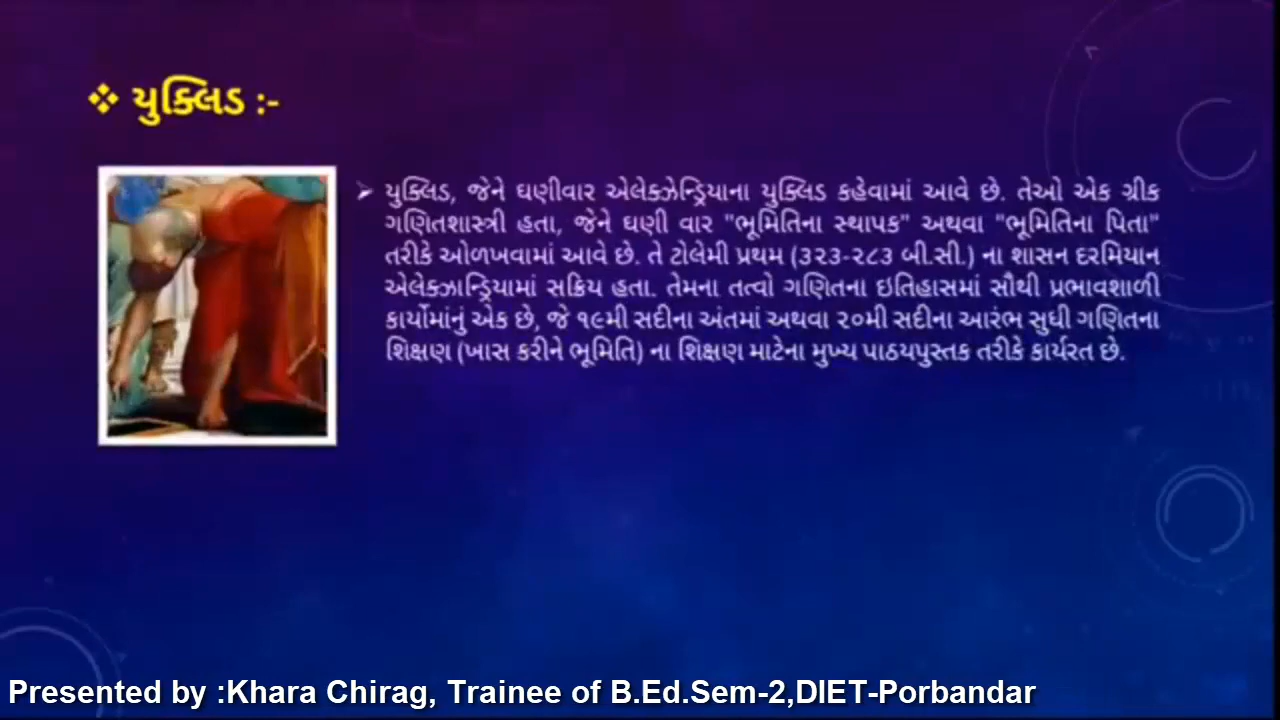 ❖ યુક્લિડ :-
➢ યુક્લિડ, જેને ઘણીવાર એલેક્ઝેન્ડ્રિયાના યુક્લિડ કહેવામાં આવે છે. તેઓ એક ગ્રીક
ગણિતશાસ્ત્રી હતા, જેને ઘણી વાર "ભૂમિતિના સ્થાપક" અથવા "ભૂમિતિના પિતા"
તરીકે ઓળખવામાં આવે છે. તે ટોલેમી પ્રથમ (૩૨૩-૨૮૩ બી.સી.) ના શાસન દરમિયાન
એલેક્ઝાન્ડ્રિયામાં સક્રિય હતા. તેમના તત્વો ગણિતના ઇતિહાસમાં સૌથી પ્રભાવશાળી
કાર્યોમાંનું એક છે, જે ૧૯મી સદીના અંતમાં અથવા ૨૦મી સદીના આરંભ સુધી ગણિતના
શિક્ષણ (ખાસ કરીને ભૂમિતિ) ના શિક્ષણ માટેના મુખ્ય પાઠયપુસ્તક તરીકે કાર્યરત છે.
Presented by :Khara Chirag, Trainee of B.Ed.Sem-2,DIET-Porbandar